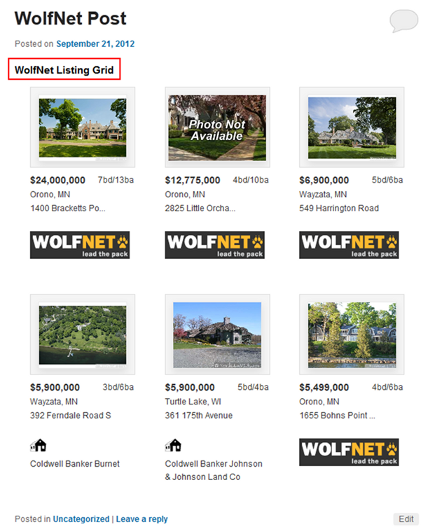 WolfNet Post
Posted on September 21, 2012
WolfNet Listing Grid
Photo Not
Available
$24,000,000 7bd/13ba
Orono, MN
1400 Bracketts Po...
$12,775,000 4bd/10ba
Orono, MN
2825 Little Orcha...
$6,900,000 5bd/6ba
Wayzata, MN
549 Harrington Road
WOLFNET
lead the pack
WOLFNET
lead the pack
WOLFNET
lead the pack
$5,900,000 3bd/6ba
Wayzata, MN
392 Ferndale Road S
Coldwell Banker Burnet
$5,900,000 5bd/4ba
Turtle Lake, WI
361 175th Avenue
Coldwell Banker Johnson
& Johnson Land Co
$5,499,000 4bd/6ba
Orono, MN
1655 Bohns Point ...
WOLFNET
lead the pack
Posted in Uncategorized | Leave a reply
Edit